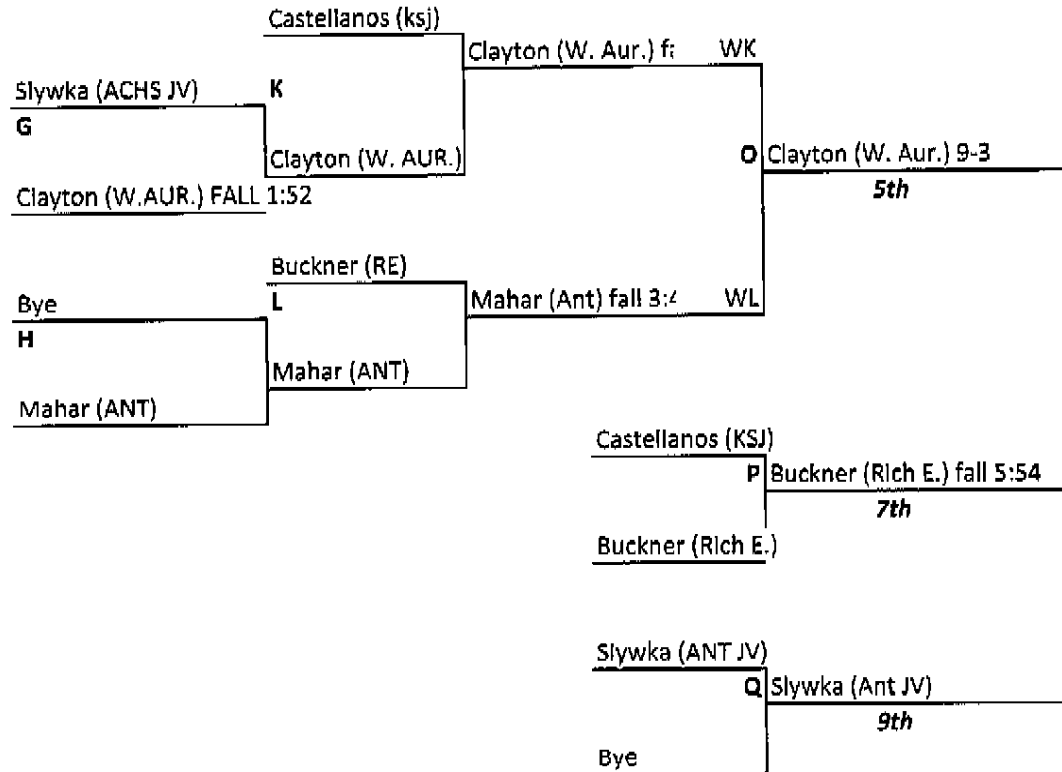 Castellanos (ksj)
Clayton (W. Aur.) WK
Slywka (ACHS JV) K
G
Clayton (W. AUR.)
O Clayton (W. Aur.) 9-3
5th
Clayton (W.AUR.) FALL 1:52
Buckner (RE)
Bye L
Mahar (Ant) fall WL
H
Mahar (ANT)
Mahar (ANT)
Castellanos (KSJ)
P Buckner (Rich E.) fall 5:54
7th
Buckner (Rich E.)
Slywka (ANT JV)
Q Slywka (Ant JV)
9th
Bye